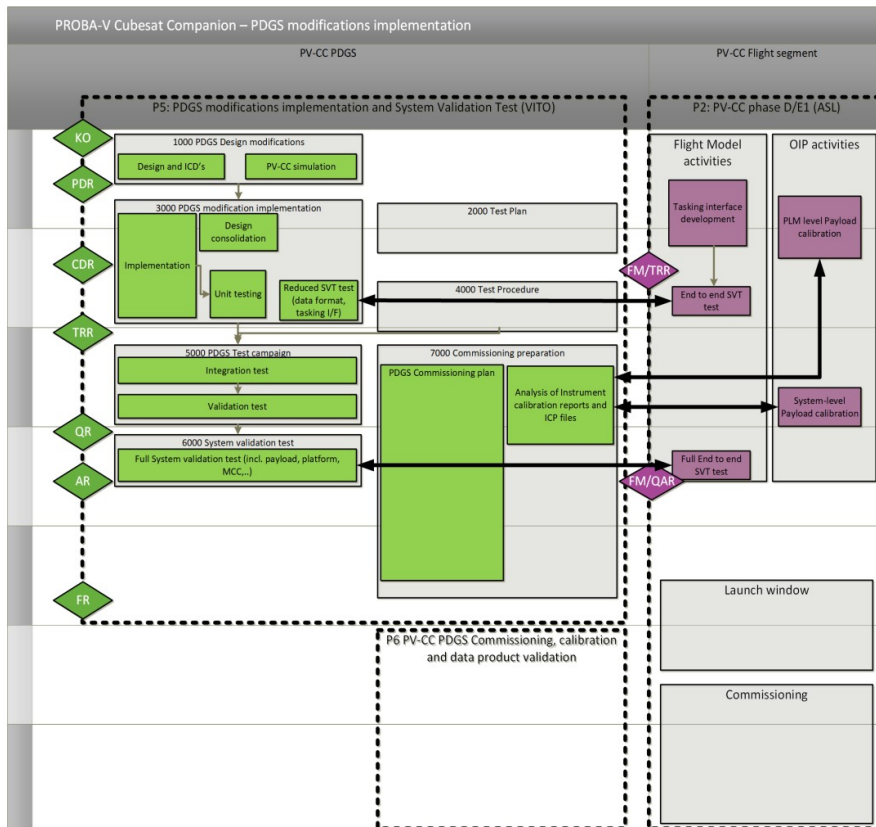 PROBA-V Cubesat Companion – PDGS modifications implementation
PV-CC PDGS
PV-CC Flight segment
P5: PDGS modifications implementation and System Validation Test (VITO)
P2: PV-CC phase D/E1 (ASL)
KO
PDR
CDR
TRR
QR
AR
FR
1000 PDGS Design modifications
Design and ICD's
PV-CC simulation
3000 PDGS modification implementation
Design
consolidation
Implementation
Unit testing
Reduced SVT test
(data format,
tasking I/F)
2000 Test Plan
4000 Test Procedure
5000 PDGS Test campaign
Integration test
Validation test
6000 System validation test
Full System validation test (incl. payload, platform,
MCC,..)
7000 Commissioning preparation
PDGS Commissioning plan
Analysis of Instrument
calibration reports and
ICP files
FM/TRR
FM/QAR
Flight Model
activities
Tasking interface
development
End to end SVT
test
Full End to end
SVT test
OIP activities
PLM level Payload
calibration
System-level
Payload calibration
Launch window
Commissioning
P6 PV-CC PDGS Commissioning, calibration
and data product validation